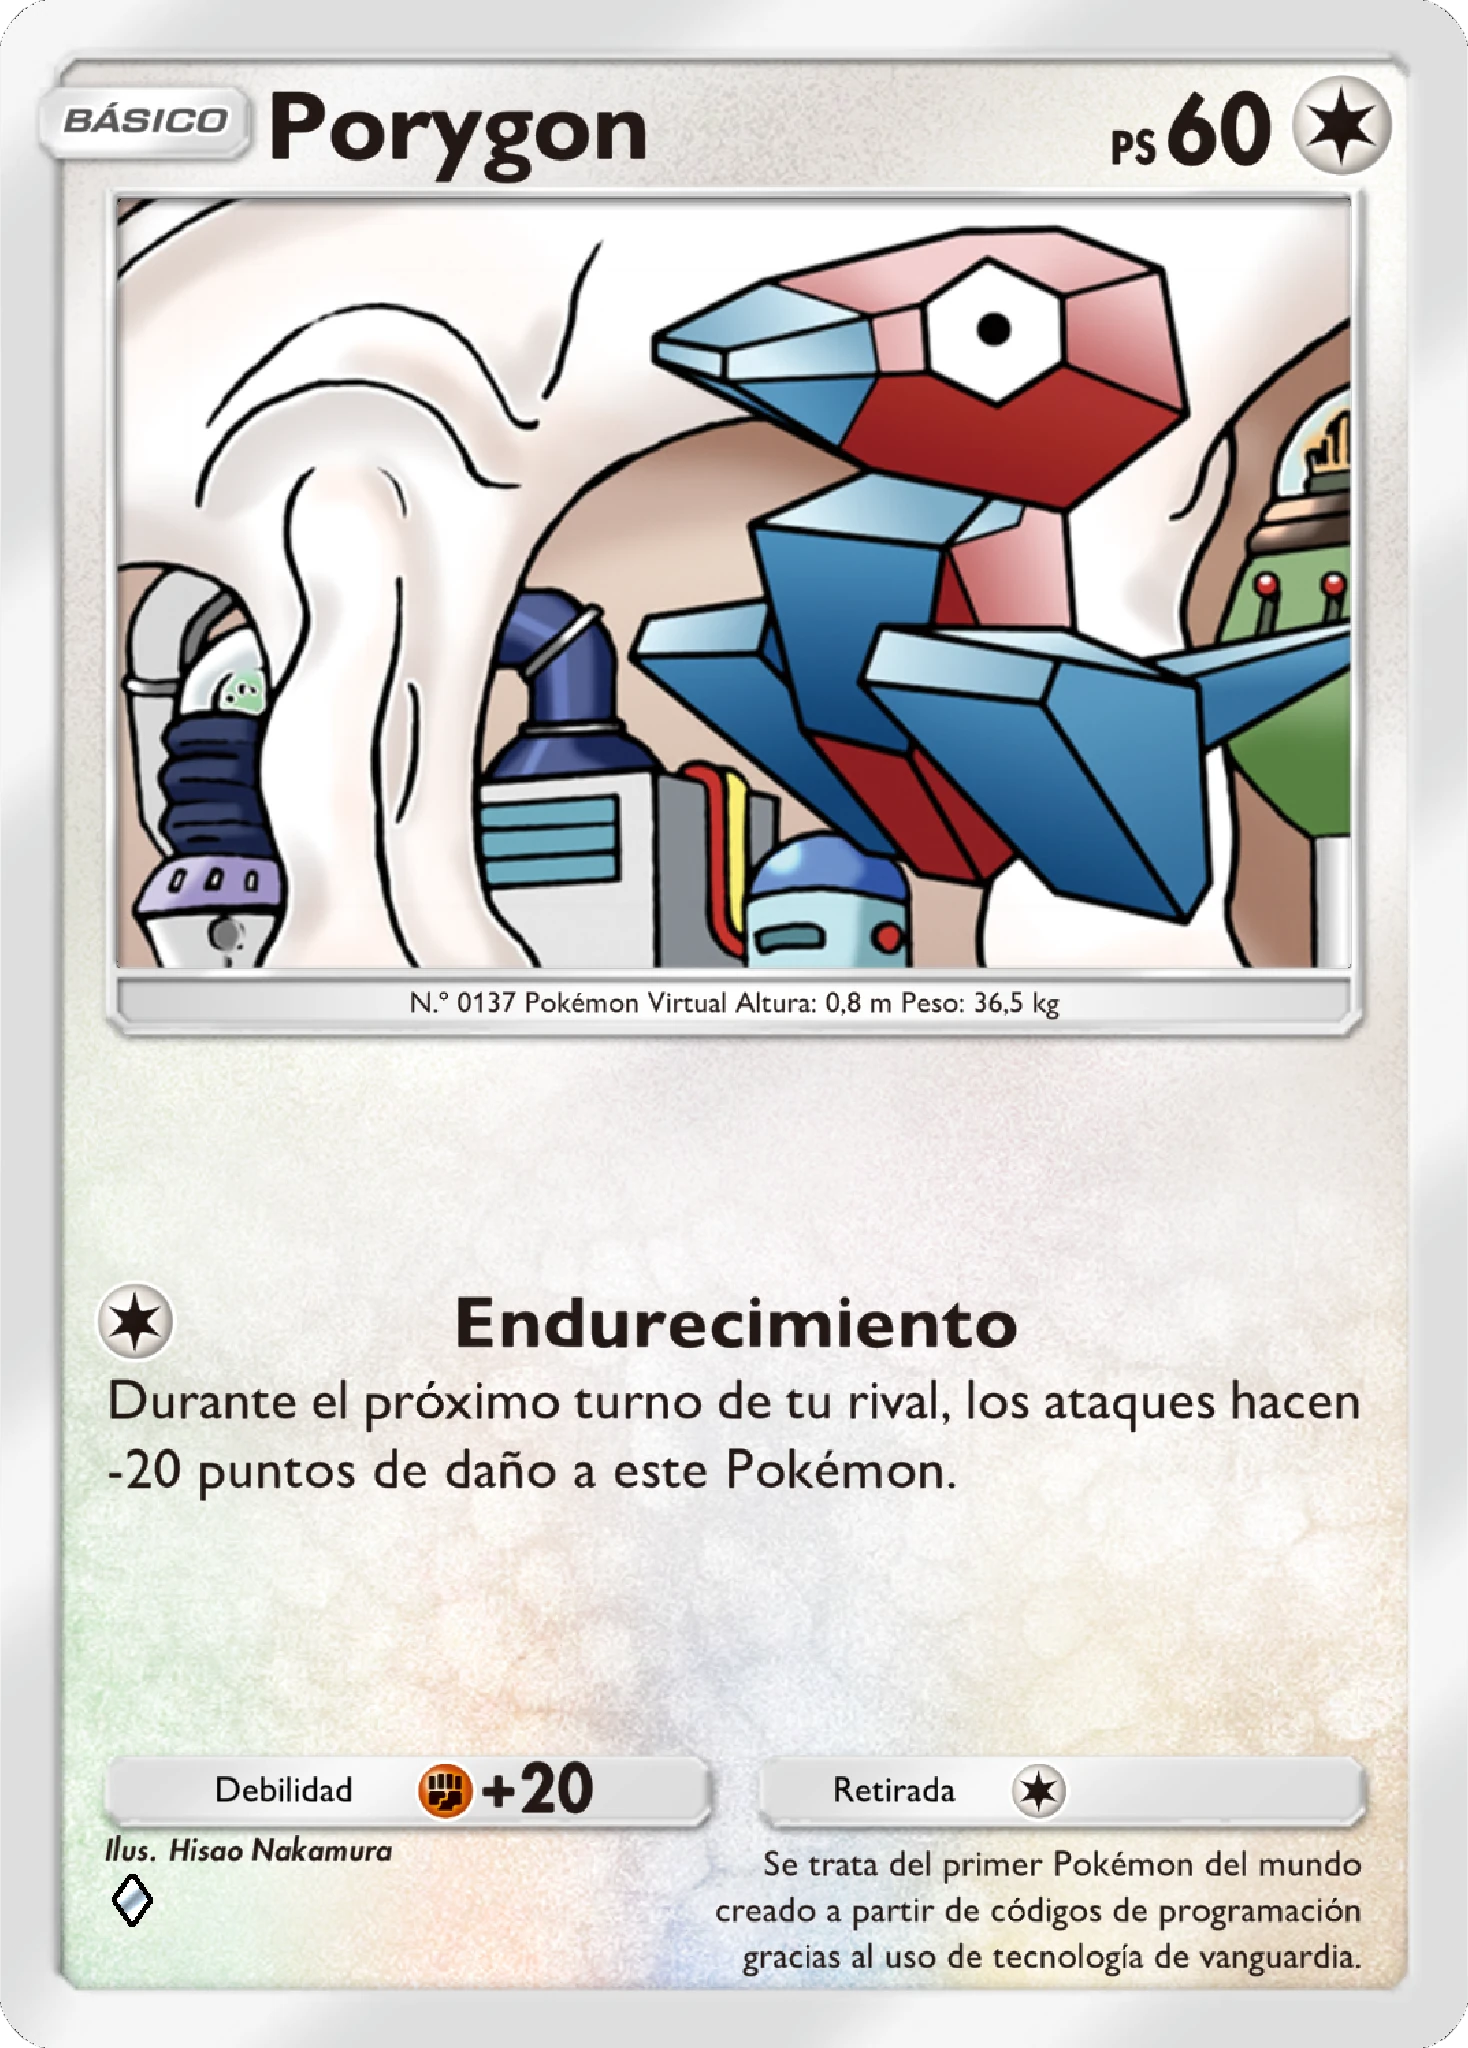 BÁSICO
Porygon
PS 60
N.º 0137 Pokémon Virtual Altura: 0,8 m Peso: 36,5 kg
Endurecimiento
Durante el próximo turno de tu rival, los ataques hacen
-20 puntos de daño a este Pokémon.
Debilidad +20
Retirada
Ilus. Hisao Nakamura
Se trata del primer Pokémon del mundo
creado a partir de códigos de programación
gracias al uso de tecnología de vanguardia.